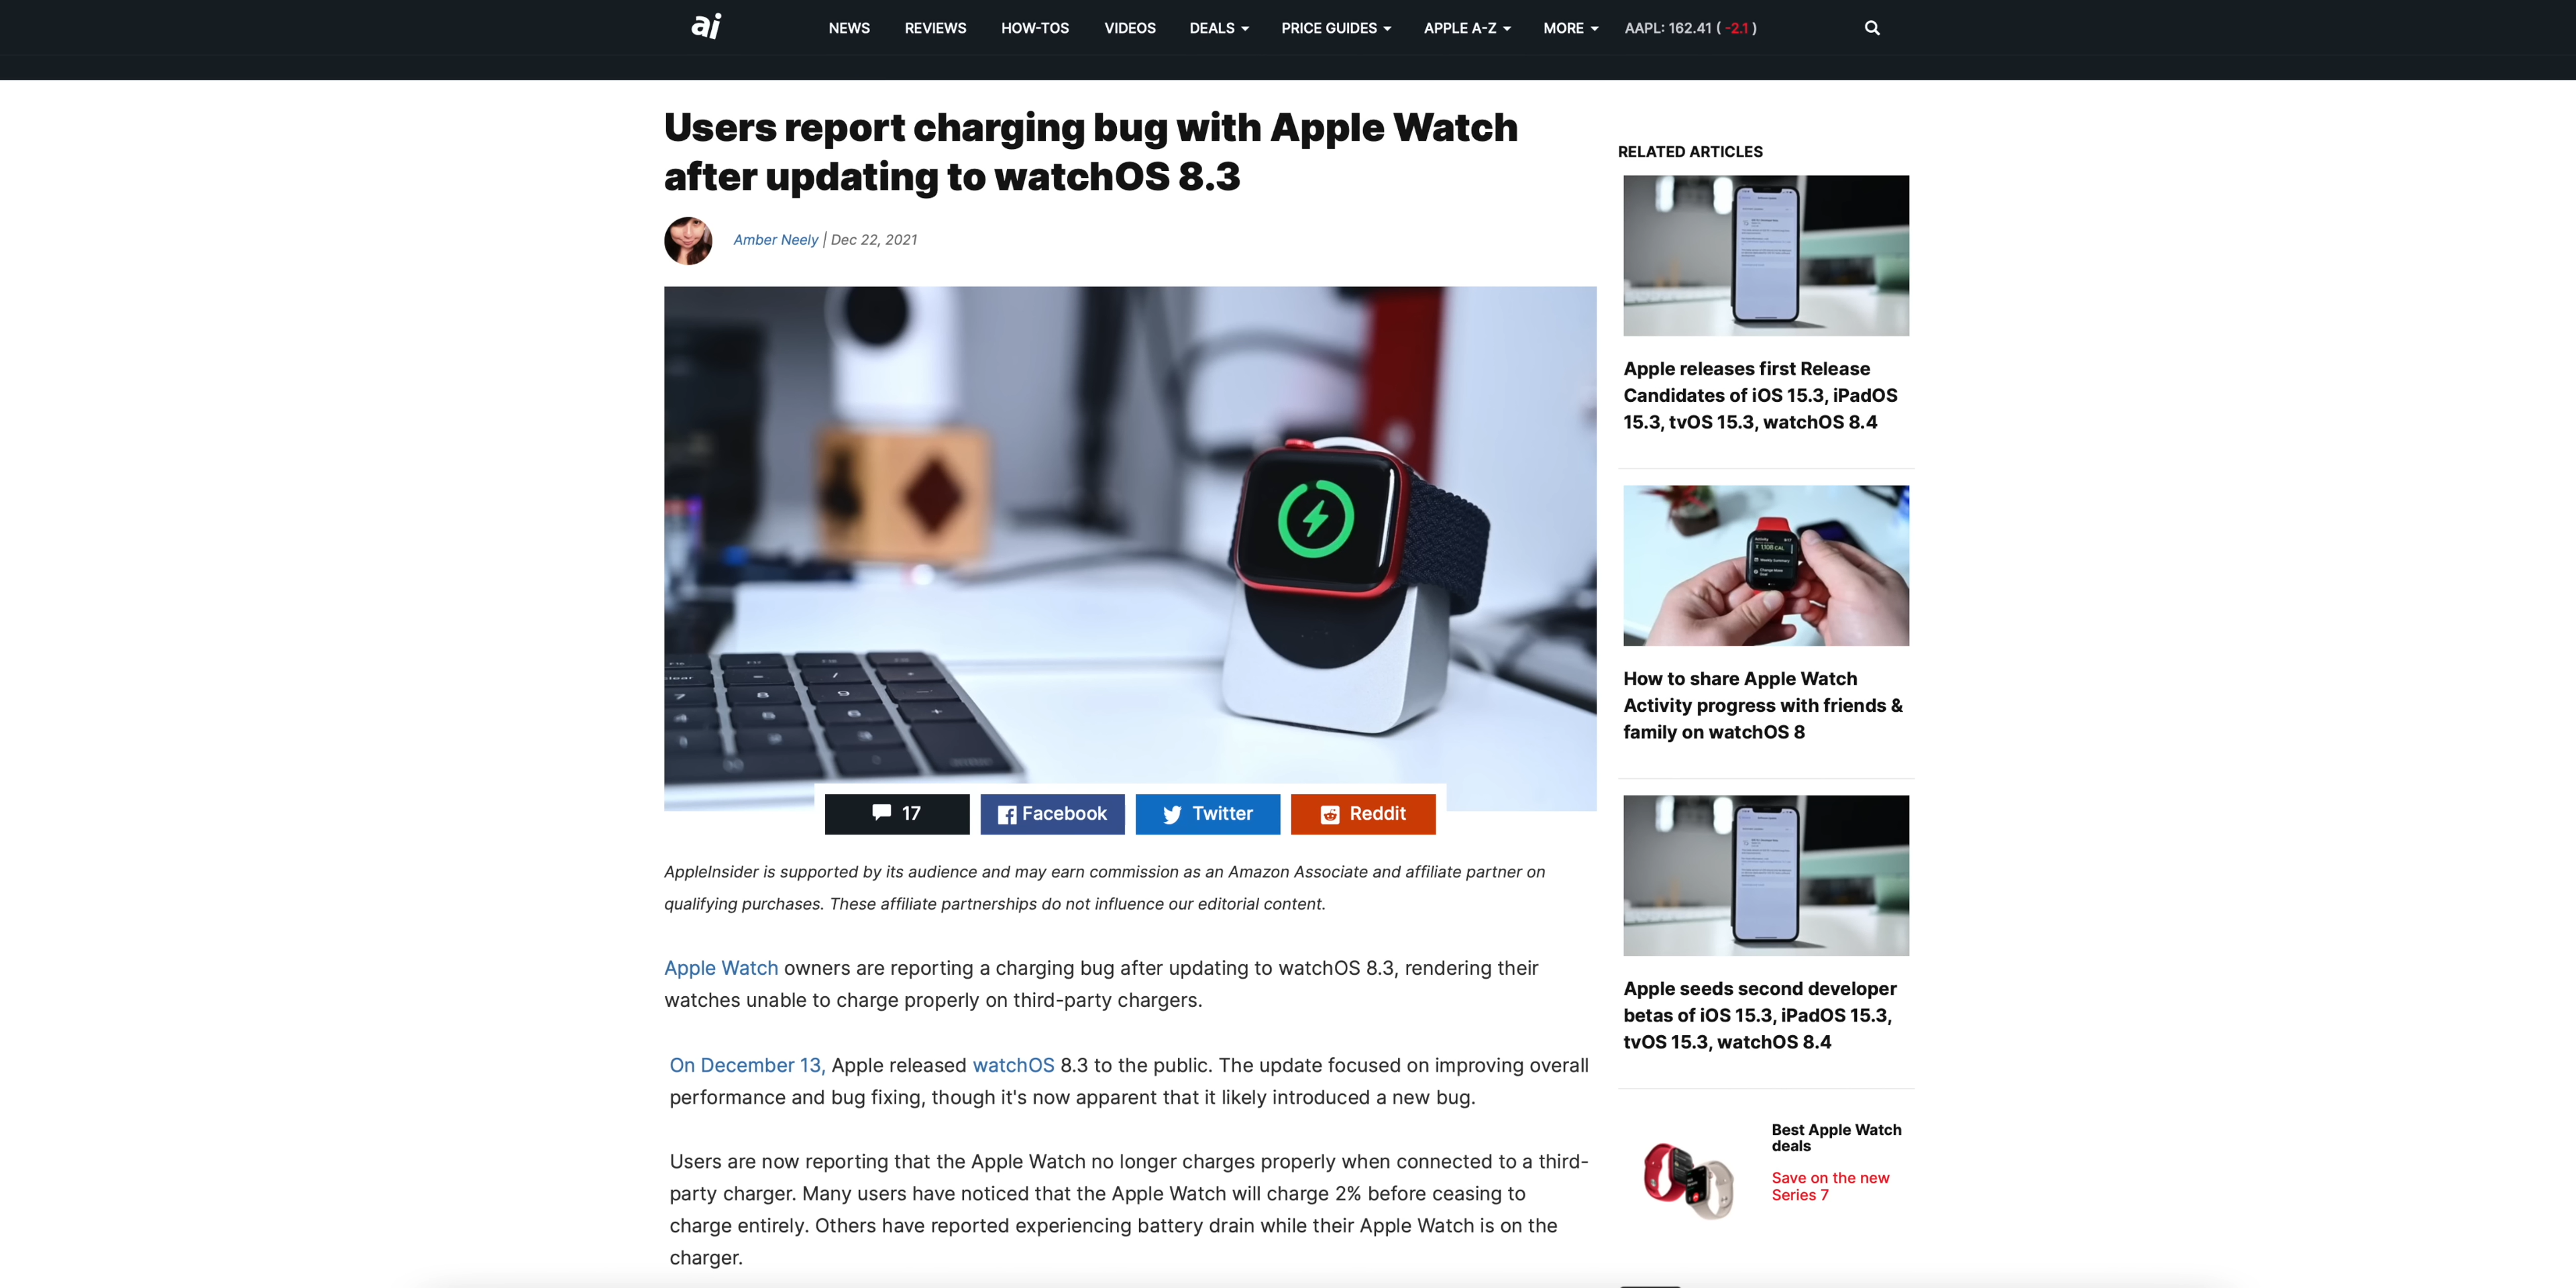 ai
NEWS
REVIEWS
HOW-TOS
VIDEOS
DEALS
PRICE GUIDES
APPLE A-Z
MORE
AAPL: 162.41 ( -2.1 )
Users report charging bug with Apple Watch
after updating to watchOS 8.3
Amber Neely | Dec 22, 2021
17
Facebook
Twitter
Reddit
AppleInsider is supported by its audience and may earn commission as an Amazon Associate and affiliate partner on
qualifying purchases. These affiliate partnerships do not influence our editorial content.
Apple Watch owners are reporting a charging bug after updating to watchOS 8.3, rendering their
watches unable to charge properly on third-party chargers.
On December 13, Apple released watchOS 8.3 to the public. The update focused on improving overall
performance and bug fixing, though it's now apparent that it likely introduced a new bug.
Users are now reporting that the Apple Watch no longer charges properly when connected to a third-
party charger. Many users have noticed that the Apple Watch will charge 2% before ceasing to
charge entirely. Others have reported experiencing battery drain while their Apple Watch is on the
charger.
RELATED ARTICLES
Apple releases first Release
Candidates of iOS 15.3, iPadOS
15.3, tvOS 15.3, watchOS 8.4
Activity
1,108 CAL
Weekly Summary
How to share Apple Watch
Activity progress with friends &
family on watchOS 8
Apple seeds second developer
betas of iOS 15.3, iPadOS 15.3,
tvOS 15.3, watchOS 8.4
Best Apple Watch
deals
Save on the new
Series 7